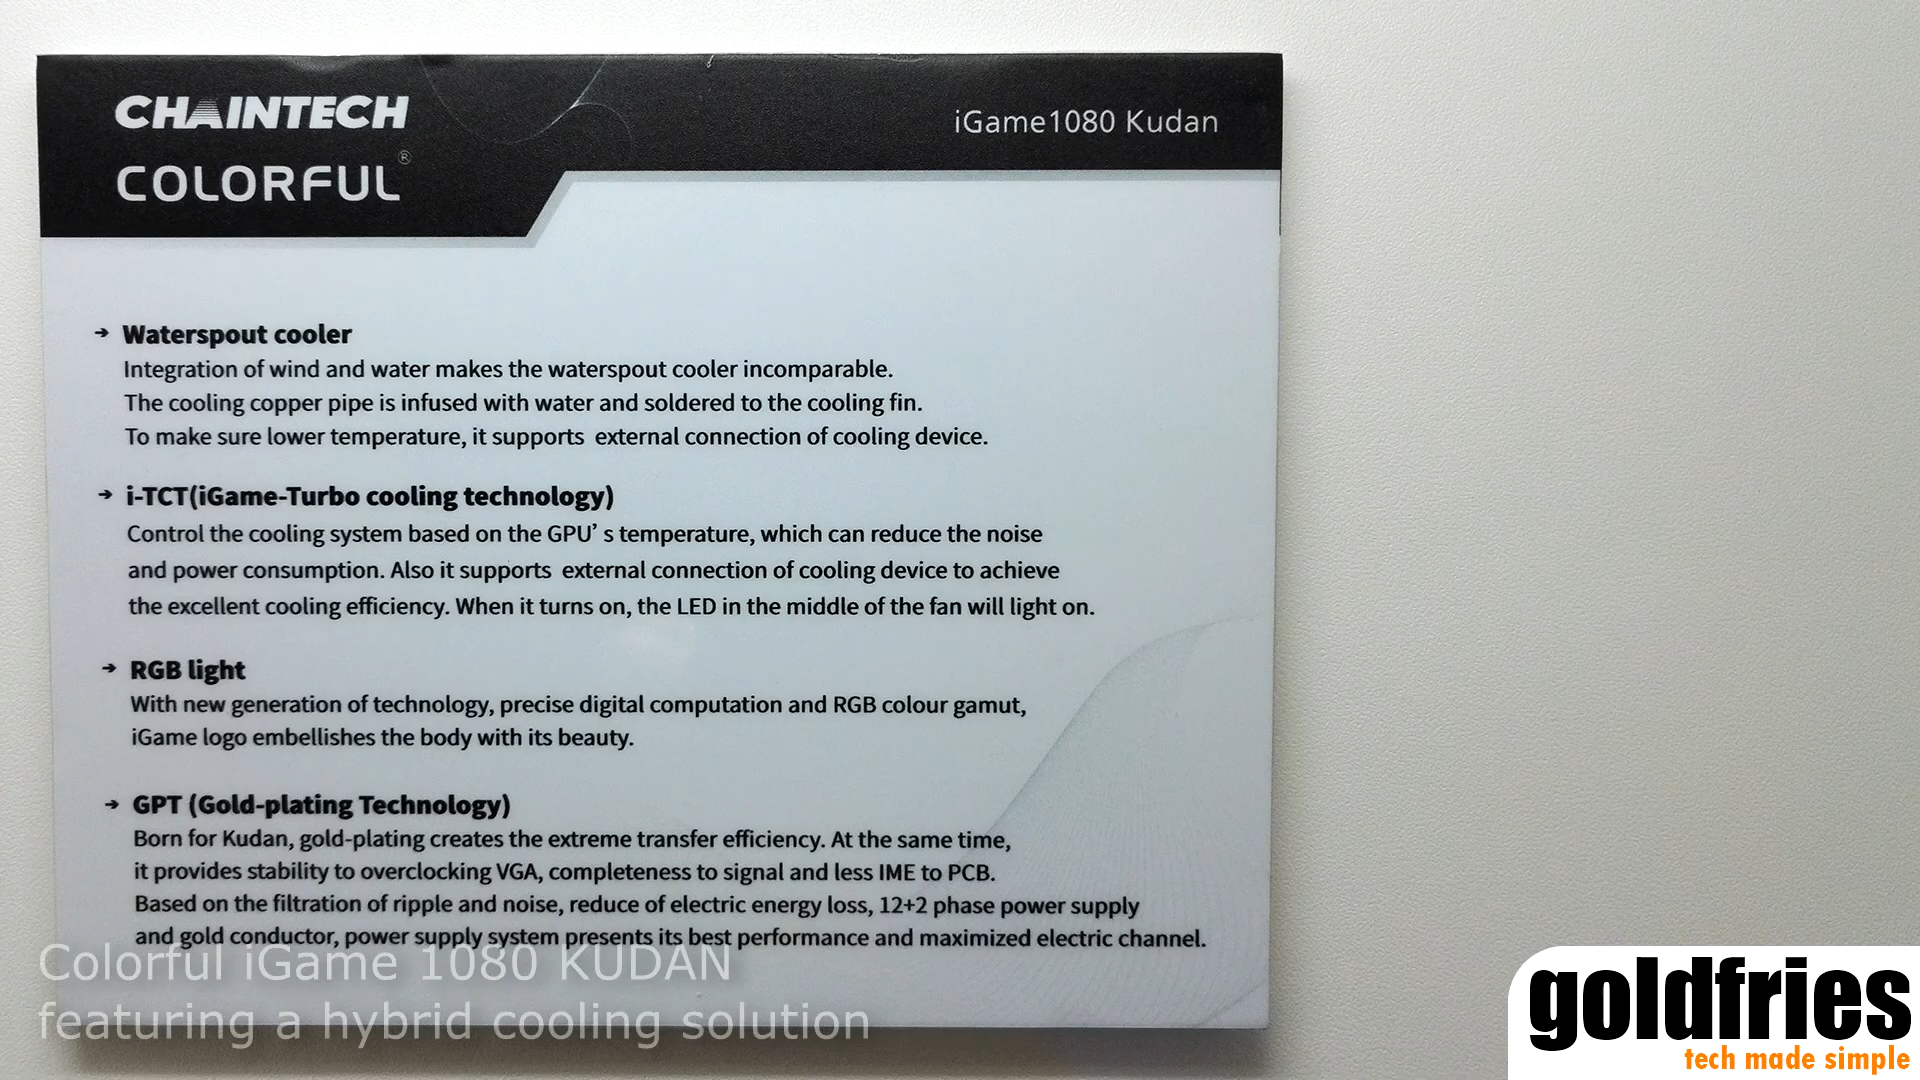 CHAINTECH
COLORFUL®
iGame1080 Kudan
→ Waterspout cooler
Integration of wind and water makes the waterspout cooler incomparable.
The cooling copper pipe is infused with water and soldered to the cooling fin.
To make sure lower temperature, it supports external connection of cooling device.
→ i-TCT(iGame-Turbo cooling technology)
Control the cooling system based on the GPU's temperature, which can reduce the noise
and power consumption. Also it supports external connection of cooling device to achieve
the excellent cooling efficiency. When it turns on, the LED in the middle of the fan will light on.
→ RGB light
With new generation of technology, precise digital computation and RGB colour gamut,
iGame logo embellishes the body with its beauty.
→ GPT (Gold-plating Technology)
Born for Kudan, gold-plating creates the extreme transfer efficiency. At the same time,
it provides stability to overclocking VGA, completeness to signal and less IME to PCB.
Based on the filtration of ripple and noise, reduce of electric energy loss, 12+2 phase power supply
and gold conductor, power supply system presents its best performance and maximized electric channel.
Colorful iGame 1080 KUDAN
featuring a hybrid cooling solution
goldfries
tech made simple